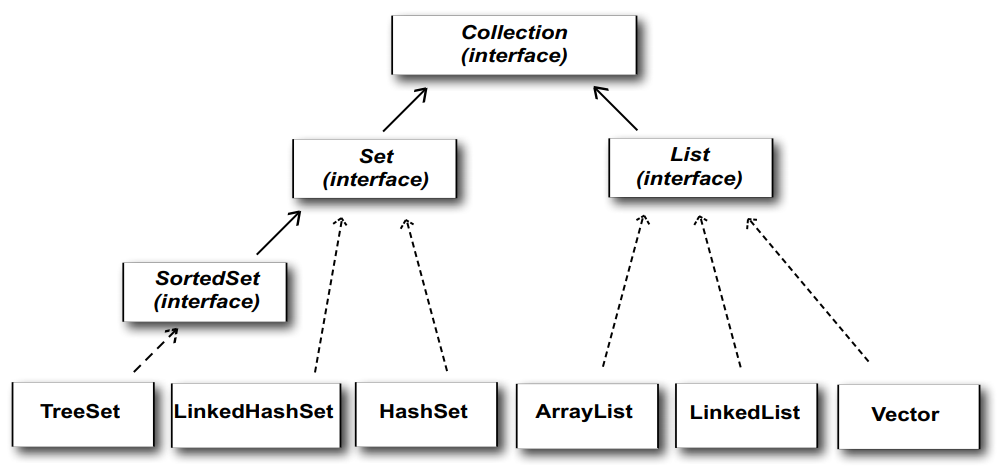 Collection
(interface)
Set
(interface)
List
(interface)
SortedSet
(interface)
TreeSet
LinkedHashSet
HashSet
ArrayList
LinkedList
Vector